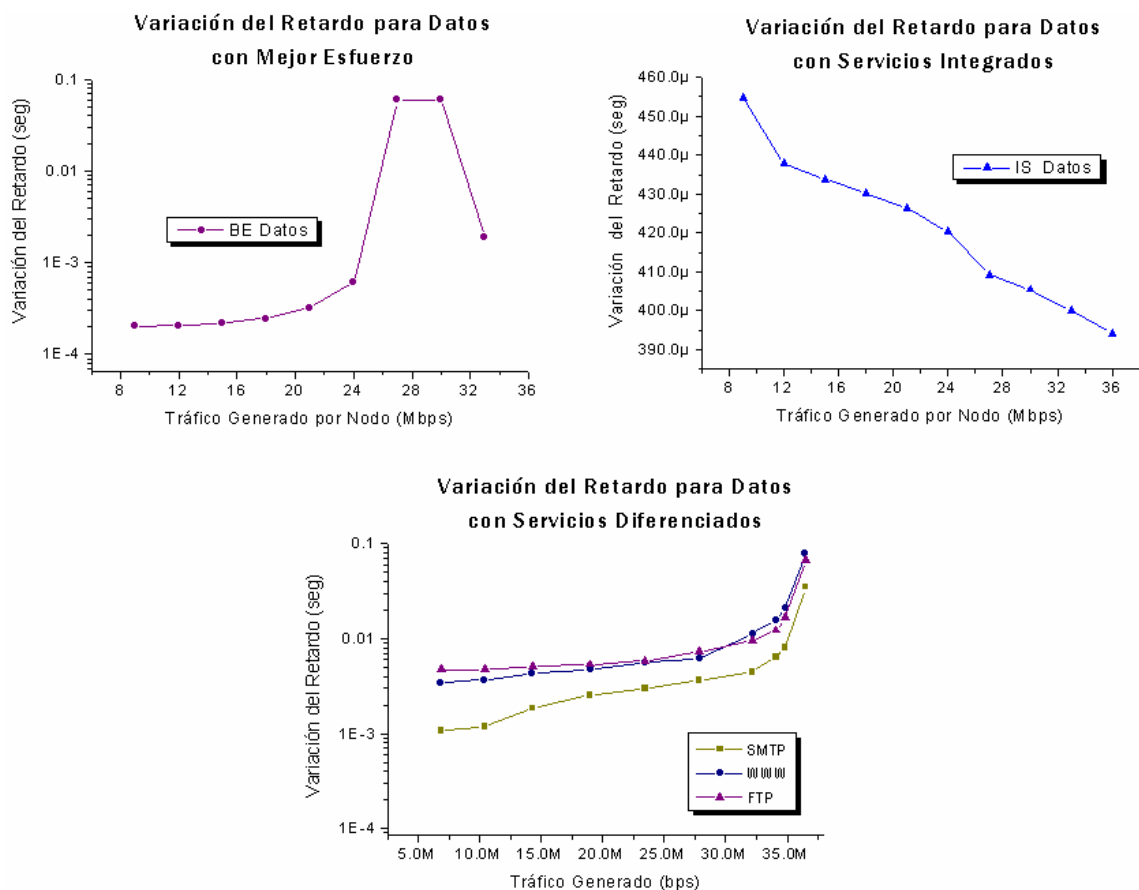 Variación del Retardo para Datos
con Mejor Esfuerzo
0.1
0.01
1E-3
1E-4
Variación del Retardo (seg)
BE Datos
8 12 16 20 24 28 32 36
Tráfico Generado por Nodo (Mbps)
Variación del Retardo para Datos
con Servicios Integrados
460.0µ
450.0µ
440.0µ
430.0µ
420.0µ
410.0µ
400.0µ
390.0µ
Variación del Retardo (seg)
IS Datos
8 12 16 20 24 28 32 36
Tráfico Generado por Nodo (Mbps)
Variación del Retardo para Datos
con Servicios Diferenciados
0.1
0.01
1E-3
1E-4
Variación del Retardo (seg)
SMTP
WWW
FTP
5.0M 10.0M 15.0M 20.0M 25.0M 30.0M 35.0M
Tráfico Generado (bps)